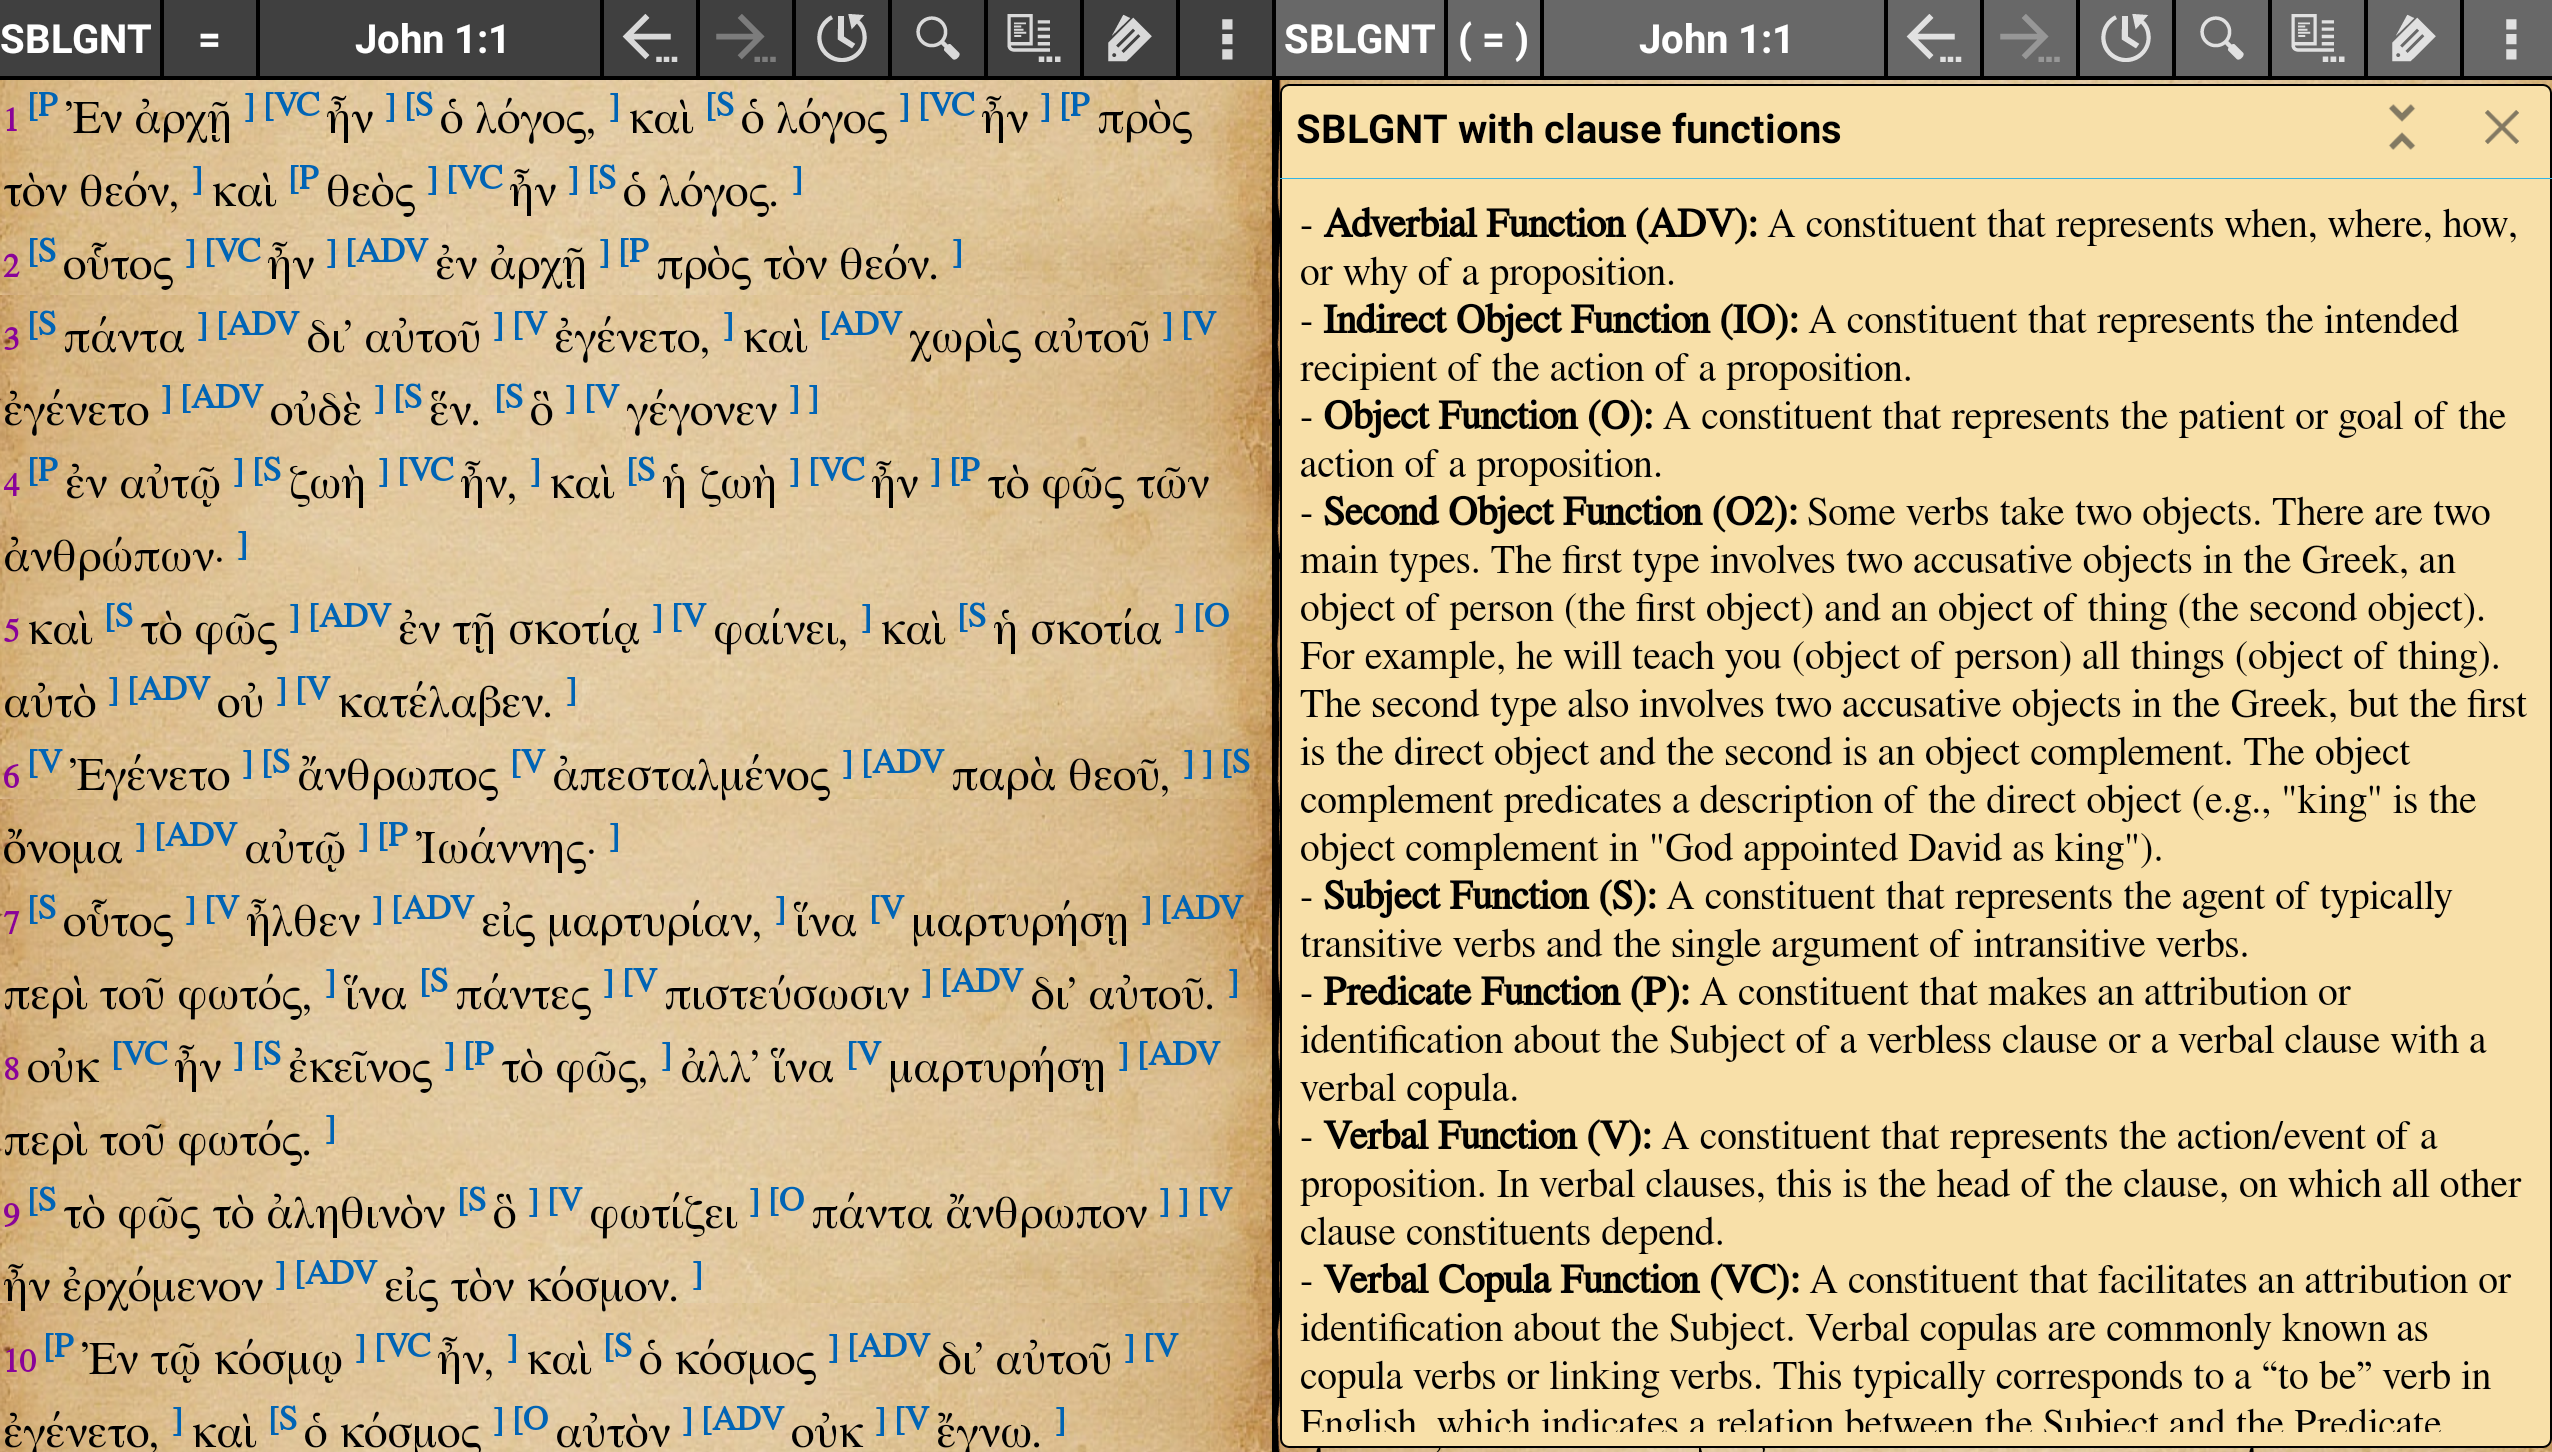 SBLGNT = John 1:1
1 [P Ἐν ἀρχῇ ] [VC ἦν ] [S ὁ λόγος, ] καὶ [S ὁ λόγος ] [VC ἦν ] [P πρὸς
τὸν θεόν, ] καὶ [P θεὸς ] [VC ἦν ] [S ὁ λόγος. ]
2 [S οὗτος ] [VC ἦν ] [ADV ἐν ἀρχῇ ] [P πρὸς τὸν θεόν. ]
3 [S πάντα ] [ADV δι’ αὐτοῦ ] [V ἐγένετο, ] καὶ [ADV χωρὶς αὐτοῦ ] [V
ἐγένετο ] [ADV οὐδὲ ] [S ἕν. [S ὃ ] [V γέγονεν ] ]
4 [P ἐν αὐτῷ ] [S ζωὴ ] [VC ἦν, ] καὶ [S ἡ ζωὴ ] [VC ἦν ] [P τὸ φῶς τῶν
ἀνθρώπων· ]
5 καὶ [S τὸ φῶς ] [ADV ἐν τῇ σκοτίᾳ ] [V φαίνει, ] καὶ [S ἡ σκοτία ] [O
αὐτὸ ] [ADV οὐ ] [V κατέλαβεν. ]
6 [V Ἐγένετο ] [S ἄνθρωπος [V ἀπεσταλμένος ] [ADV παρὰ θεοῦ, ] ] [S
ὄνομα ] [ADV αὐτῷ ] [P Ἰωάννης· ]
7 [S οὗτος ] [V ἦλθεν ] [ADV εἰς μαρτυρίαν, ] ἵνα [V μαρτυρήσῃ ] [ADV
περὶ τοῦ φωτός, ] ἵνα [S πάντες ] [V πιστεύσωσιν ] [ADV δι’ αὐτοῦ. ]
8 οὐκ [VC ἦν ] [S ἐκεῖνος ] [P τὸ φῶς, ] ἀλλ’ ἵνα [V μαρτυρήσῃ ] [ADV
περὶ τοῦ φωτός. ]
9 [S τὸ φῶς τὸ ἀληθινὸν [S ὃ ] [V φωτίζει ] [O πάντα ἄνθρωπον ] ] [V
ἦν ἐρχόμενον ] [ADV εἰς τὸν κόσμον. ]
10 [P Ἐν τῷ κόσμῳ ] [VC ἦν, ] καὶ [S ὁ κόσμος ] [ADV δι’ αὐτοῦ ] [V
ἐγένετο, ] καὶ [S ὁ κόσμος ] [O αὐτὸν ] [ADV οὐκ ] [V ἔγνω. ]
SBLGNT ( = ) John 1:1
SBLGNT with clause functions
- Adverbial Function (ADV): A constituent that represents when, where, how,
or why of a proposition.
- Indirect Object Function (IO): A constituent that represents the intended
recipient of the action of a proposition.
- Object Function (O): A constituent that represents the patient or goal of the
action of a proposition.
- Second Object Function (O2): Some verbs take two objects. There are two
main types. The first type involves two accusative objects in the Greek, an
object of person (the first object) and an object of thing (the second object).
For example, he will teach you (object of person) all things (object of thing).
The second type also involves two accusative objects in the Greek, but the first
is the direct object and the second is an object complement. The object
complement predicates a description of the direct object (e.g., "king" is the
object complement in "God appointed David as king").
- Subject Function (S): A constituent that represents the agent of typically
transitive verbs and the single argument of intransitive verbs.
- Predicate Function (P): A constituent that makes an attribution or
identification about the Subject of a verbless clause or a verbal clause with a
verbal copula.
- Verbal Function (V): A constituent that represents the action/event of a
proposition. In verbal clauses, this is the head of the clause, on which all other
clause constituents depend.
- Verbal Copula Function (VC): A constituent that facilitates an attribution or
identification about the Subject. Verbal copulas are commonly known as
copula verbs or linking verbs. This typically corresponds to a “to be” verb in
English, which indicates a relation between the Subject and the Predicate